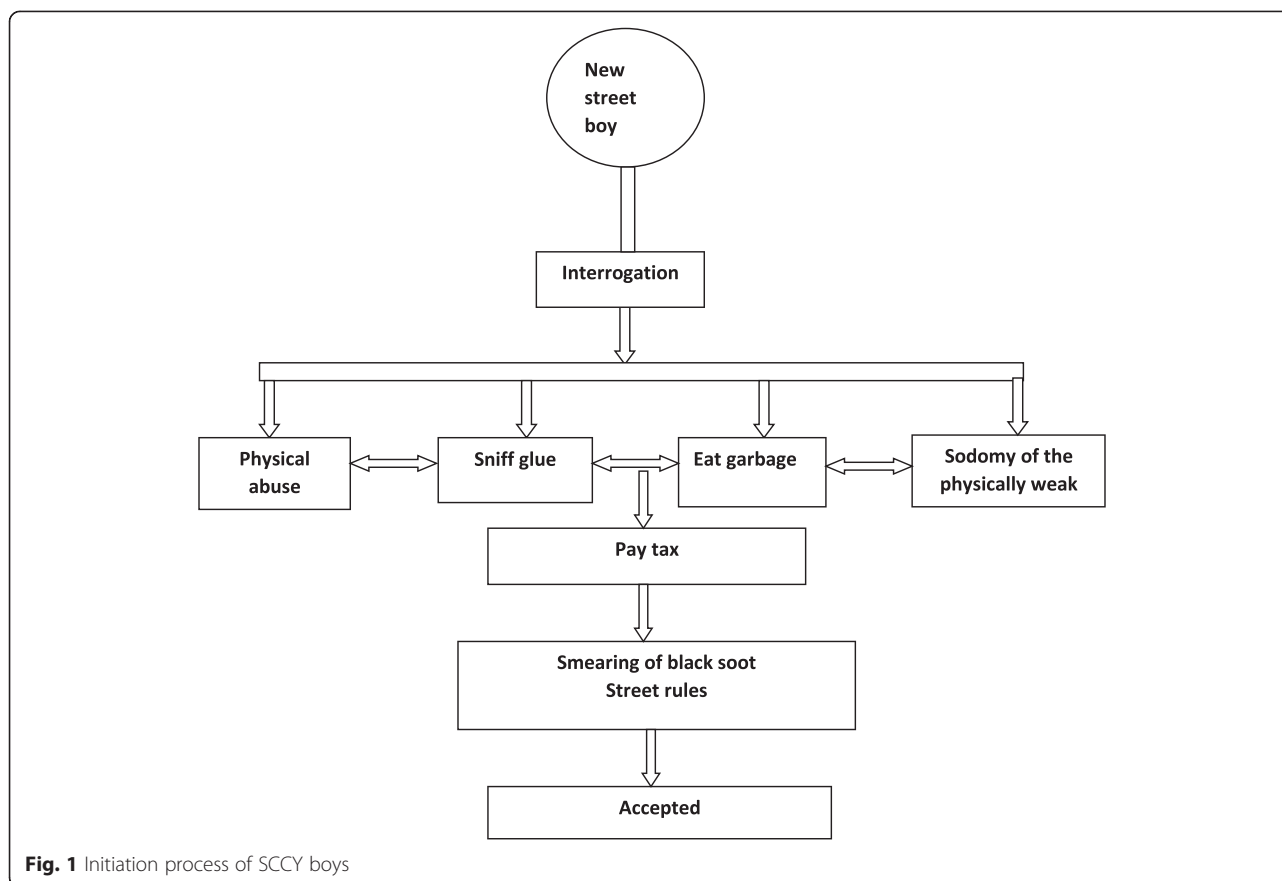 New
street
boy
Interrogation
Physical
abuse
Sniff glue
Eat garbage
Sodomy of the
physically weak
Pay tax
Smearing of black soot
Street rules
Accepted
Fig. 1 Initiation process of SCCY boys